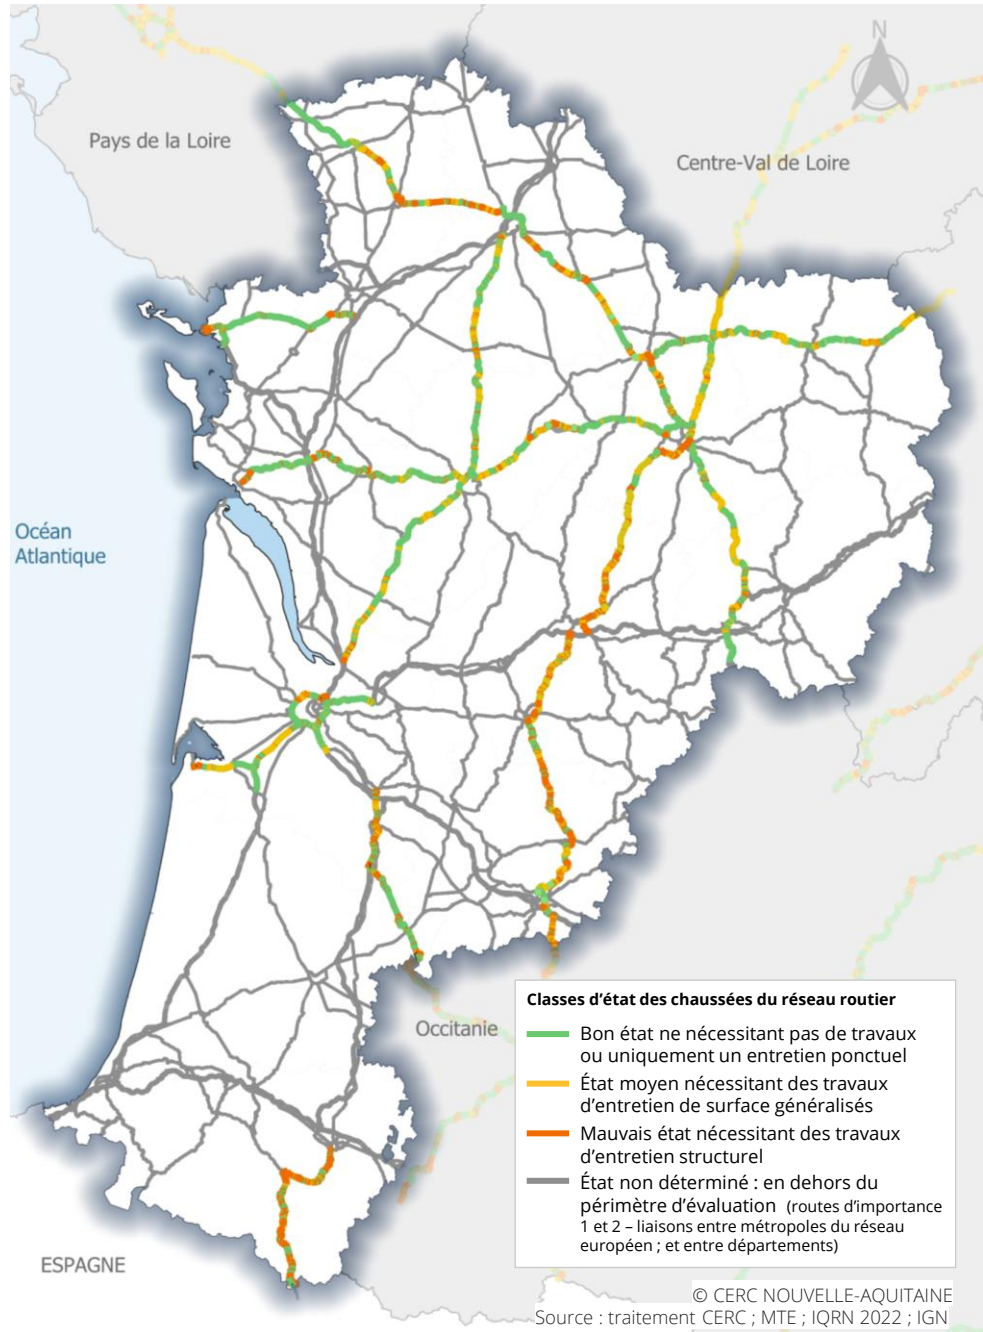 N
Pays de la Loire
Centre-Val de Loire
Océan
Atlantique
Occitanie
ESPAGNE
Classes d’état des chaussées du réseau routier
Bon état ne nécessitant pas de travaux
ou uniquement un entretien ponctuel
État moyen nécessitant des travaux
d’entretien de surface généralisés
Mauvais état nécessitant des travaux
d’entretien structurel
État non déterminé : en dehors du
périmètre d’évaluation (routes d’importance
1 et 2 – liaisons entre métropoles du réseau
européen ; et entre départements)
© CERC NOUVELLE-AQUITAINE
Source : traitement CERC ; MTE ; IQRN 2022 ; IGN